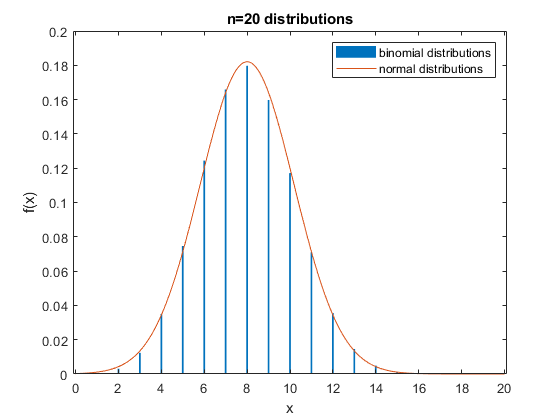 n=20 distributions
binomial distributions
normal distributions
f(x)
0.2
0.18
0.16
0.14
0.12
0.1
0.08
0.06
0.04
0.02
0
0 2 4 6 8 10 12 14 16 18 20
x